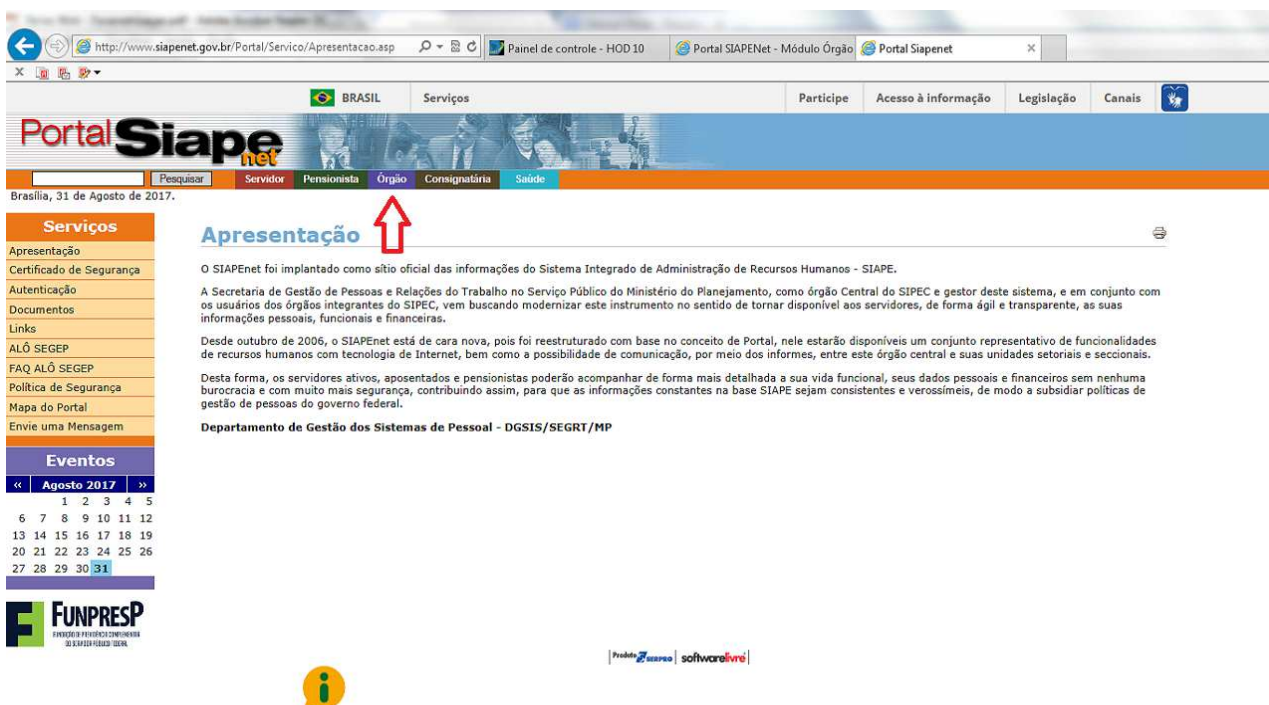 http://www.siapenet.gov.br/Portal/Servico/Apresentacao.asp
Painel de controle - HOD 10
Portal SIAPENet - Módulo Órgão
Portal Siapenet
BRASIL Serviços Participe Acesso à informação Legislação Canais
Portal Siape
net
Pesquisar Servidor Pensionista Órgão Consignatária Saúde
Brasília, 31 de Agosto de 2017.
Serviços
Apresentação
Certificado de Segurança
Autenticação
Documentos
Links
ALÔ SEGEP
FAQ ALÔ SEGEP
Política de Segurança
Mapa do Portal
Envie uma Mensagem
Eventos
« Agosto 2017 »
1 2 3 4 5
6 7 8 9 10 11 12
13 14 15 16 17 18 19
20 21 22 23 24 25 26
27 28 29 30 31
FUNPRESP
Apresentação
O SIAPEnet foi implantado como sítio oficial das informações do Sistema Integrado de Administração de Recursos Humanos - SIAPE.
A Secretaria de Gestão de Pessoas e Relações do Trabalho no Serviço Público do Ministério do Planejamento, como órgão Central do SIPEC e gestor deste sistema, e em conjunto com
os usuários dos órgãos integrantes do SIPEC, vem buscando modernizar este instrumento no sentido de tornar disponível aos servidores, de forma ágil e transparente, as suas
informações pessoais, funcionais e financeiras.
Desde outubro de 2006, o SIAPEnet está de cara nova, pois foi reestruturado com base no conceito de Portal, nele estarão disponíveis um conjunto representativo de funcionalidades
de recursos humanos com tecnologia de Internet, bem como a possibilidade de comunicação, por meio dos informes, entre este órgão central e suas unidades setoriais e seccionais.
Desta forma, os servidores ativos, aposentados e pensionistas poderão acompanhar de forma mais detalhada a sua vida funcional, seus dados pessoais e financeiros sem nenhuma
burocracia e com muito mais segurança, contribuindo assim, para que as informações constantes na base SIAPE sejam consistentes e verossímeis, de modo a subsidiar políticas de
gestão de pessoas do governo federal.
Departamento de Gestão dos Sistemas de Pessoal - DGSIS/SEGRT/MP
Produto SERPRO softwarelivre